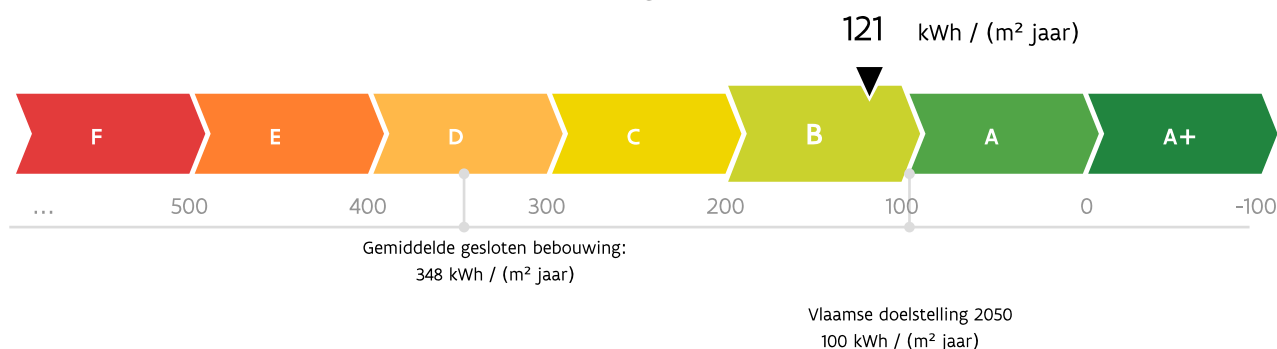 121 kWh / (m² jaar)
F E D C B A A+
... 500 400 300 200 100 0 -100
Gemiddelde gesloten bebouwing:
348 kWh / (m² jaar)
Vlaamse doelstelling 2050
100 kWh / (m² jaar)